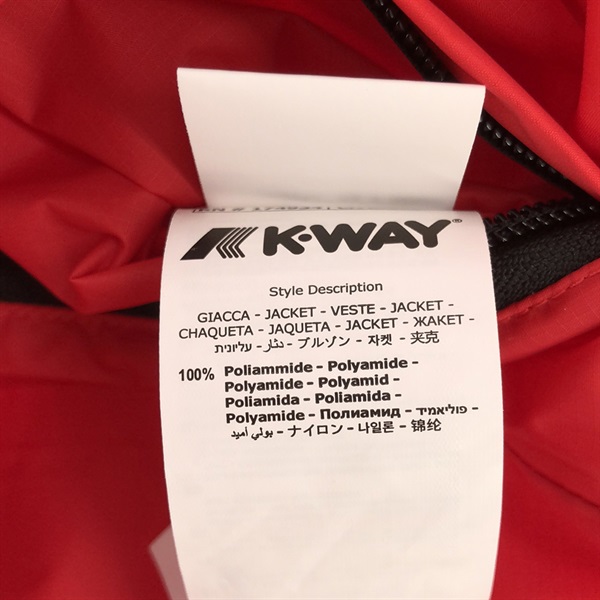 K·WAY®
Style Description
GIACCA - JACKET - VESTE - JACKET -
CHAQUETA - JAQUETA - JACKET - ЖАКЕТ -
עליונית - دثار - ブルゾン - 자켓 - 夹克
100% Poliammide - Polyamide -
Polyamide - Polyamid -
Poliamida - Poliamida -
Polyamide - Полиамид - פוליאמיד -
بولي أميد - ナイロン - 나일론 - 锦纶